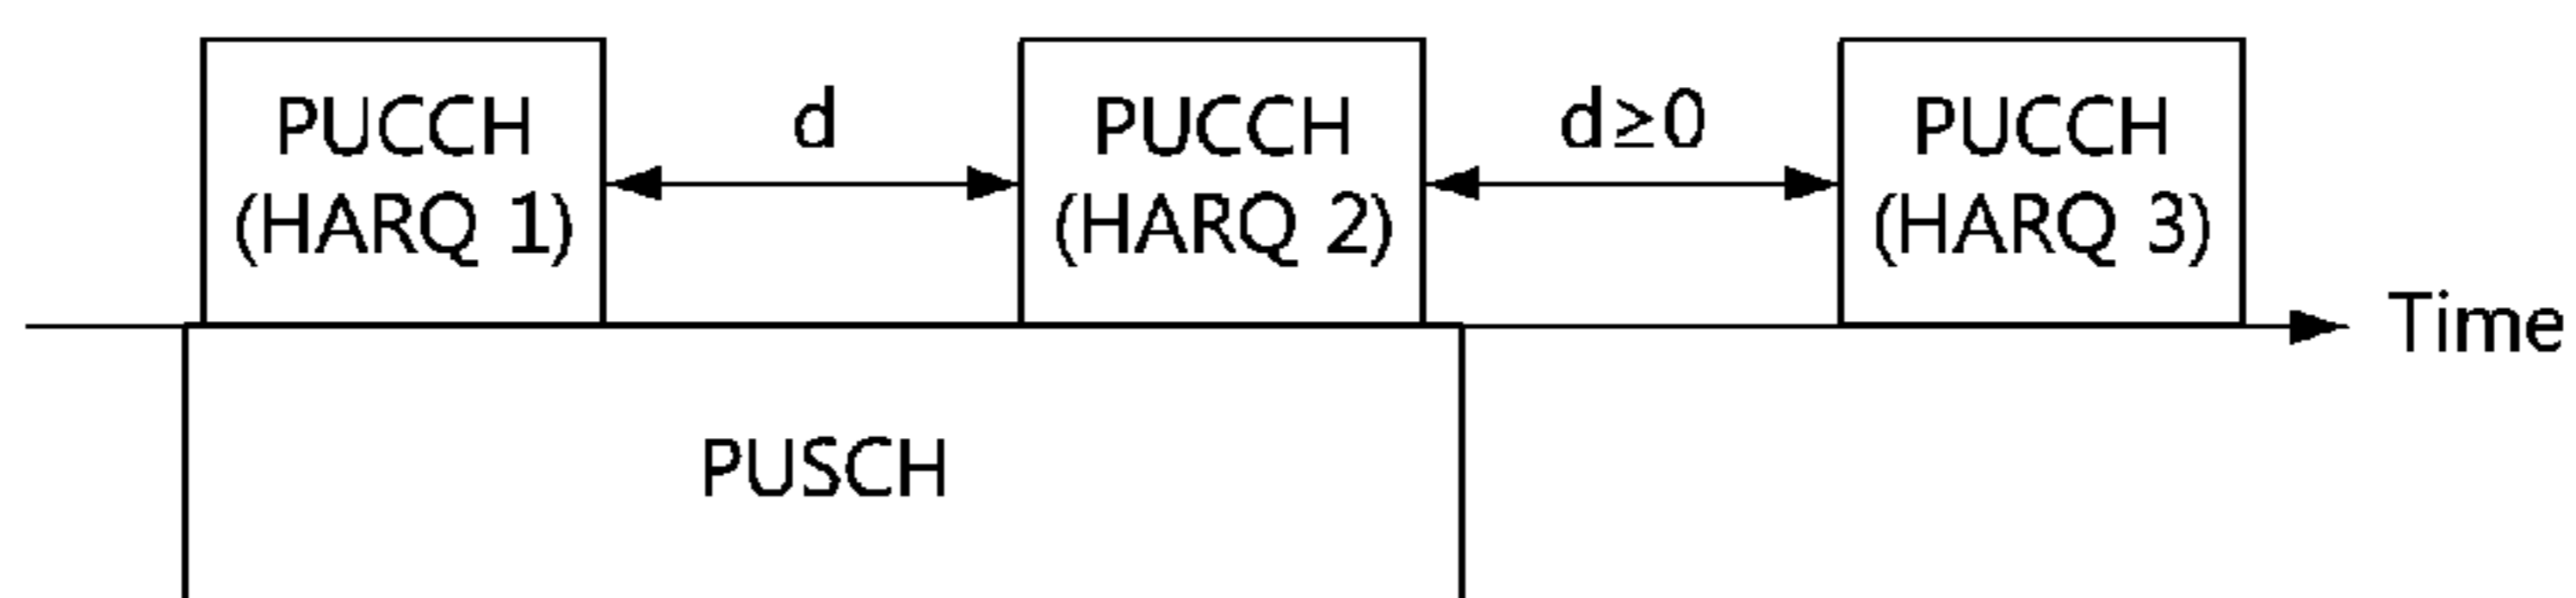 PUCCH
(HARQ 1)
d
PUCCH
(HARQ 2)
d≥0
PUCCH
(HARQ 3)
Time
PUSCH